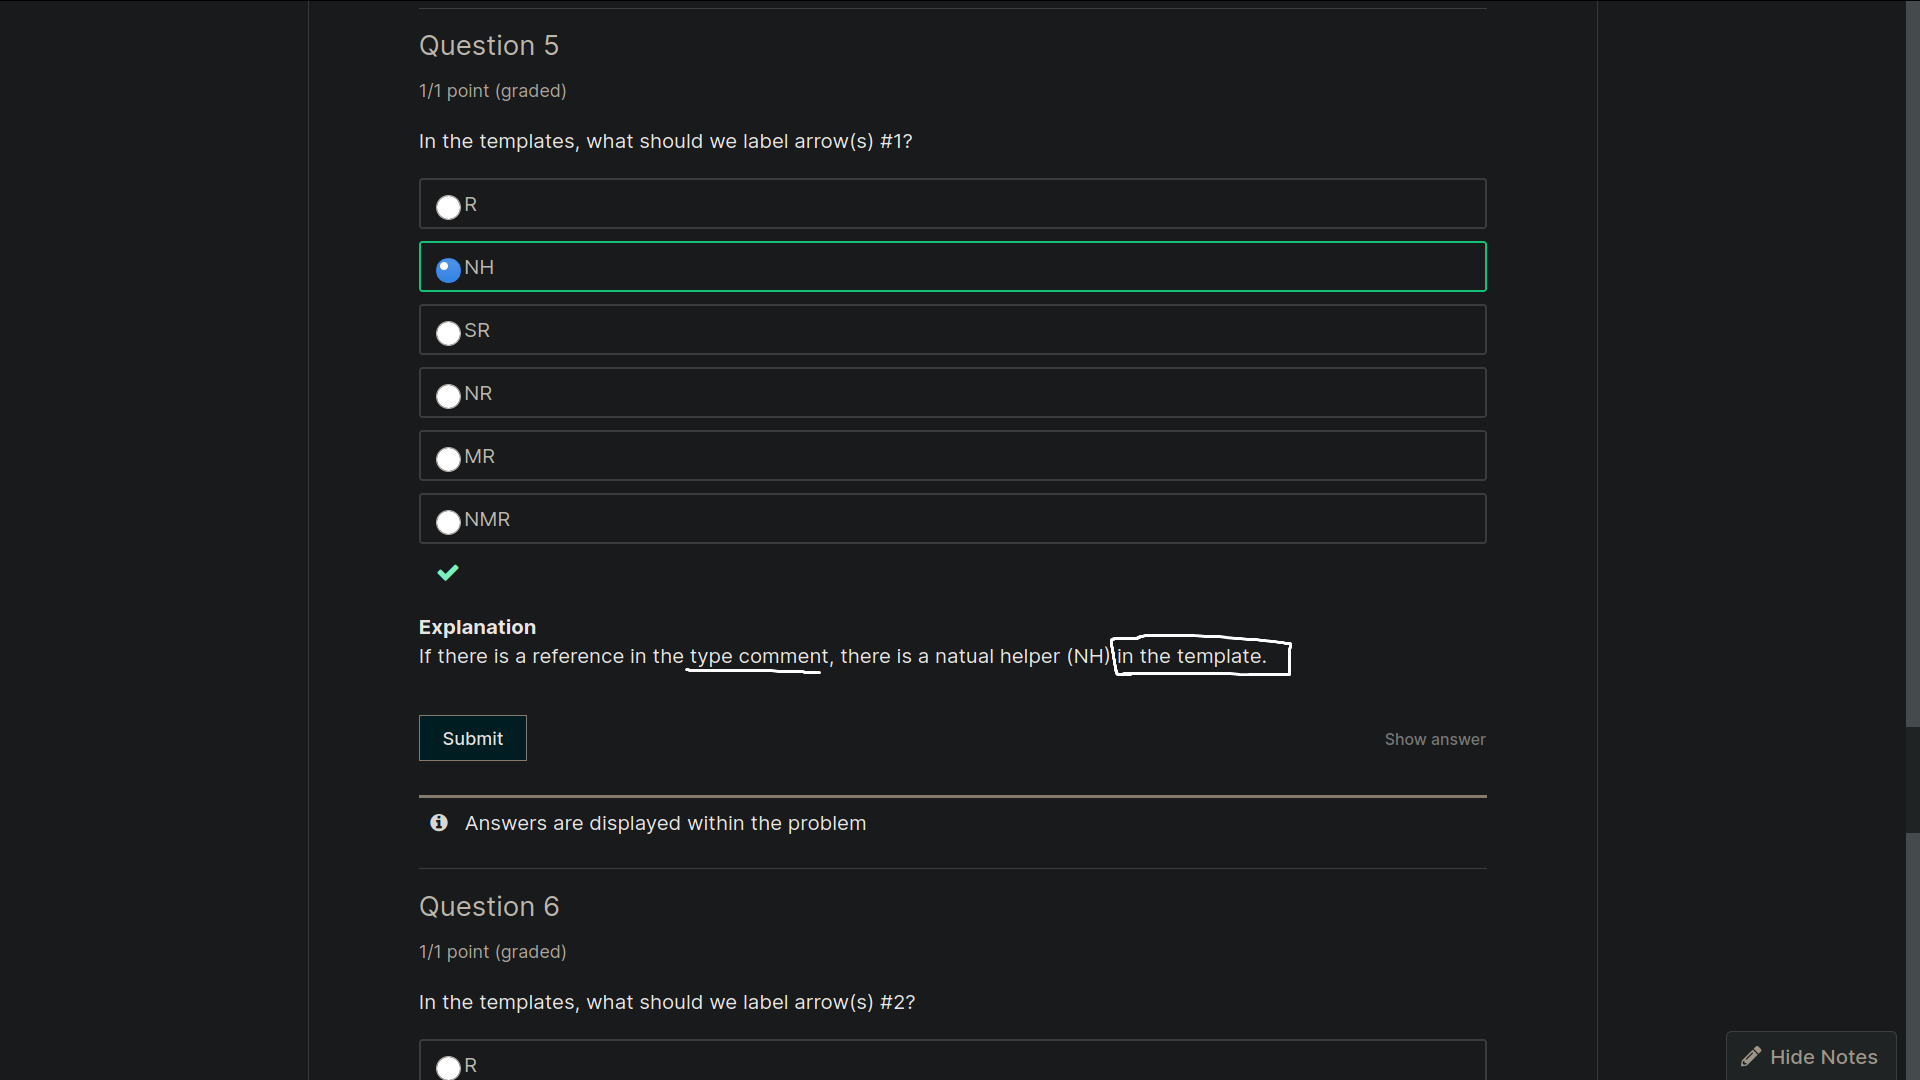 Question 5
1/1 point (graded)
In the templates, what should we label arrow(s) #1?
R
NH
SR
NR
MR
NMR
Explanation
If there is a reference in the type comment, there is a natual helper (NH) in the template.
Submit
Show answer
Answers are displayed within the problem
Question 6
1/1 point (graded)
In the templates, what should we label arrow(s) #2?
R
Hide Notes